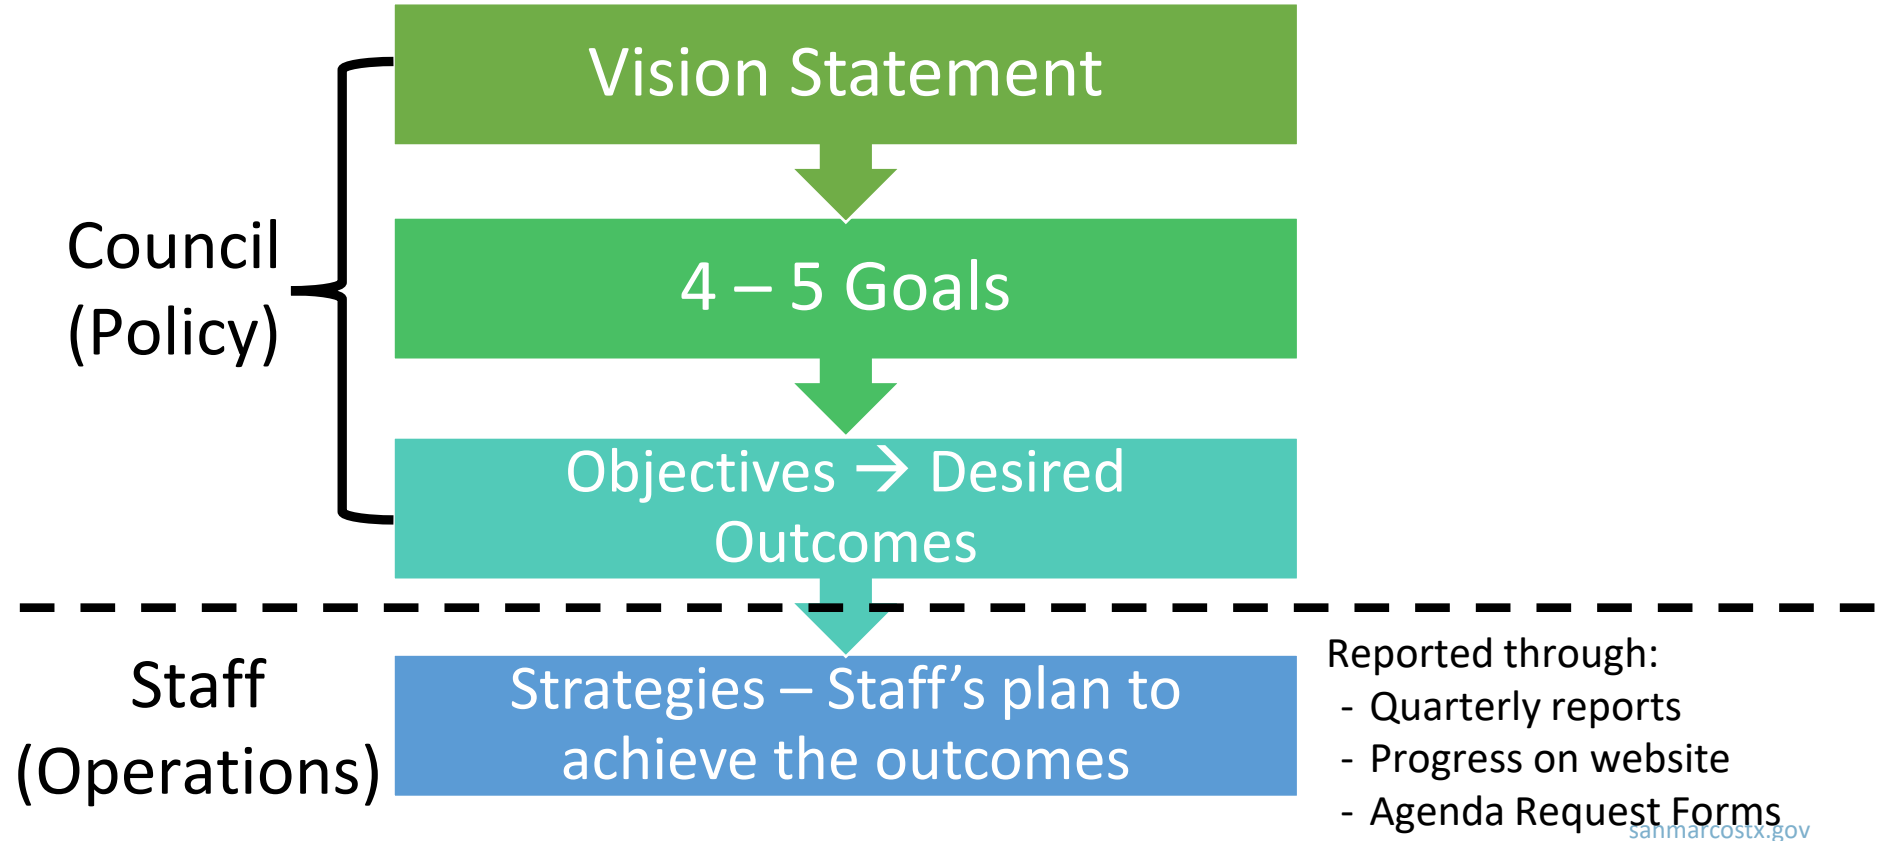 Vision Statement
Council
(Policy)
4 – 5 Goals
Objectives → Desired
Outcomes
Staff
(Operations)
Strategies – Staff’s plan to
achieve the outcomes
Reported through:
- Quarterly reports
- Progress on website
- Agenda Request Forms
sanmarcostx.gov